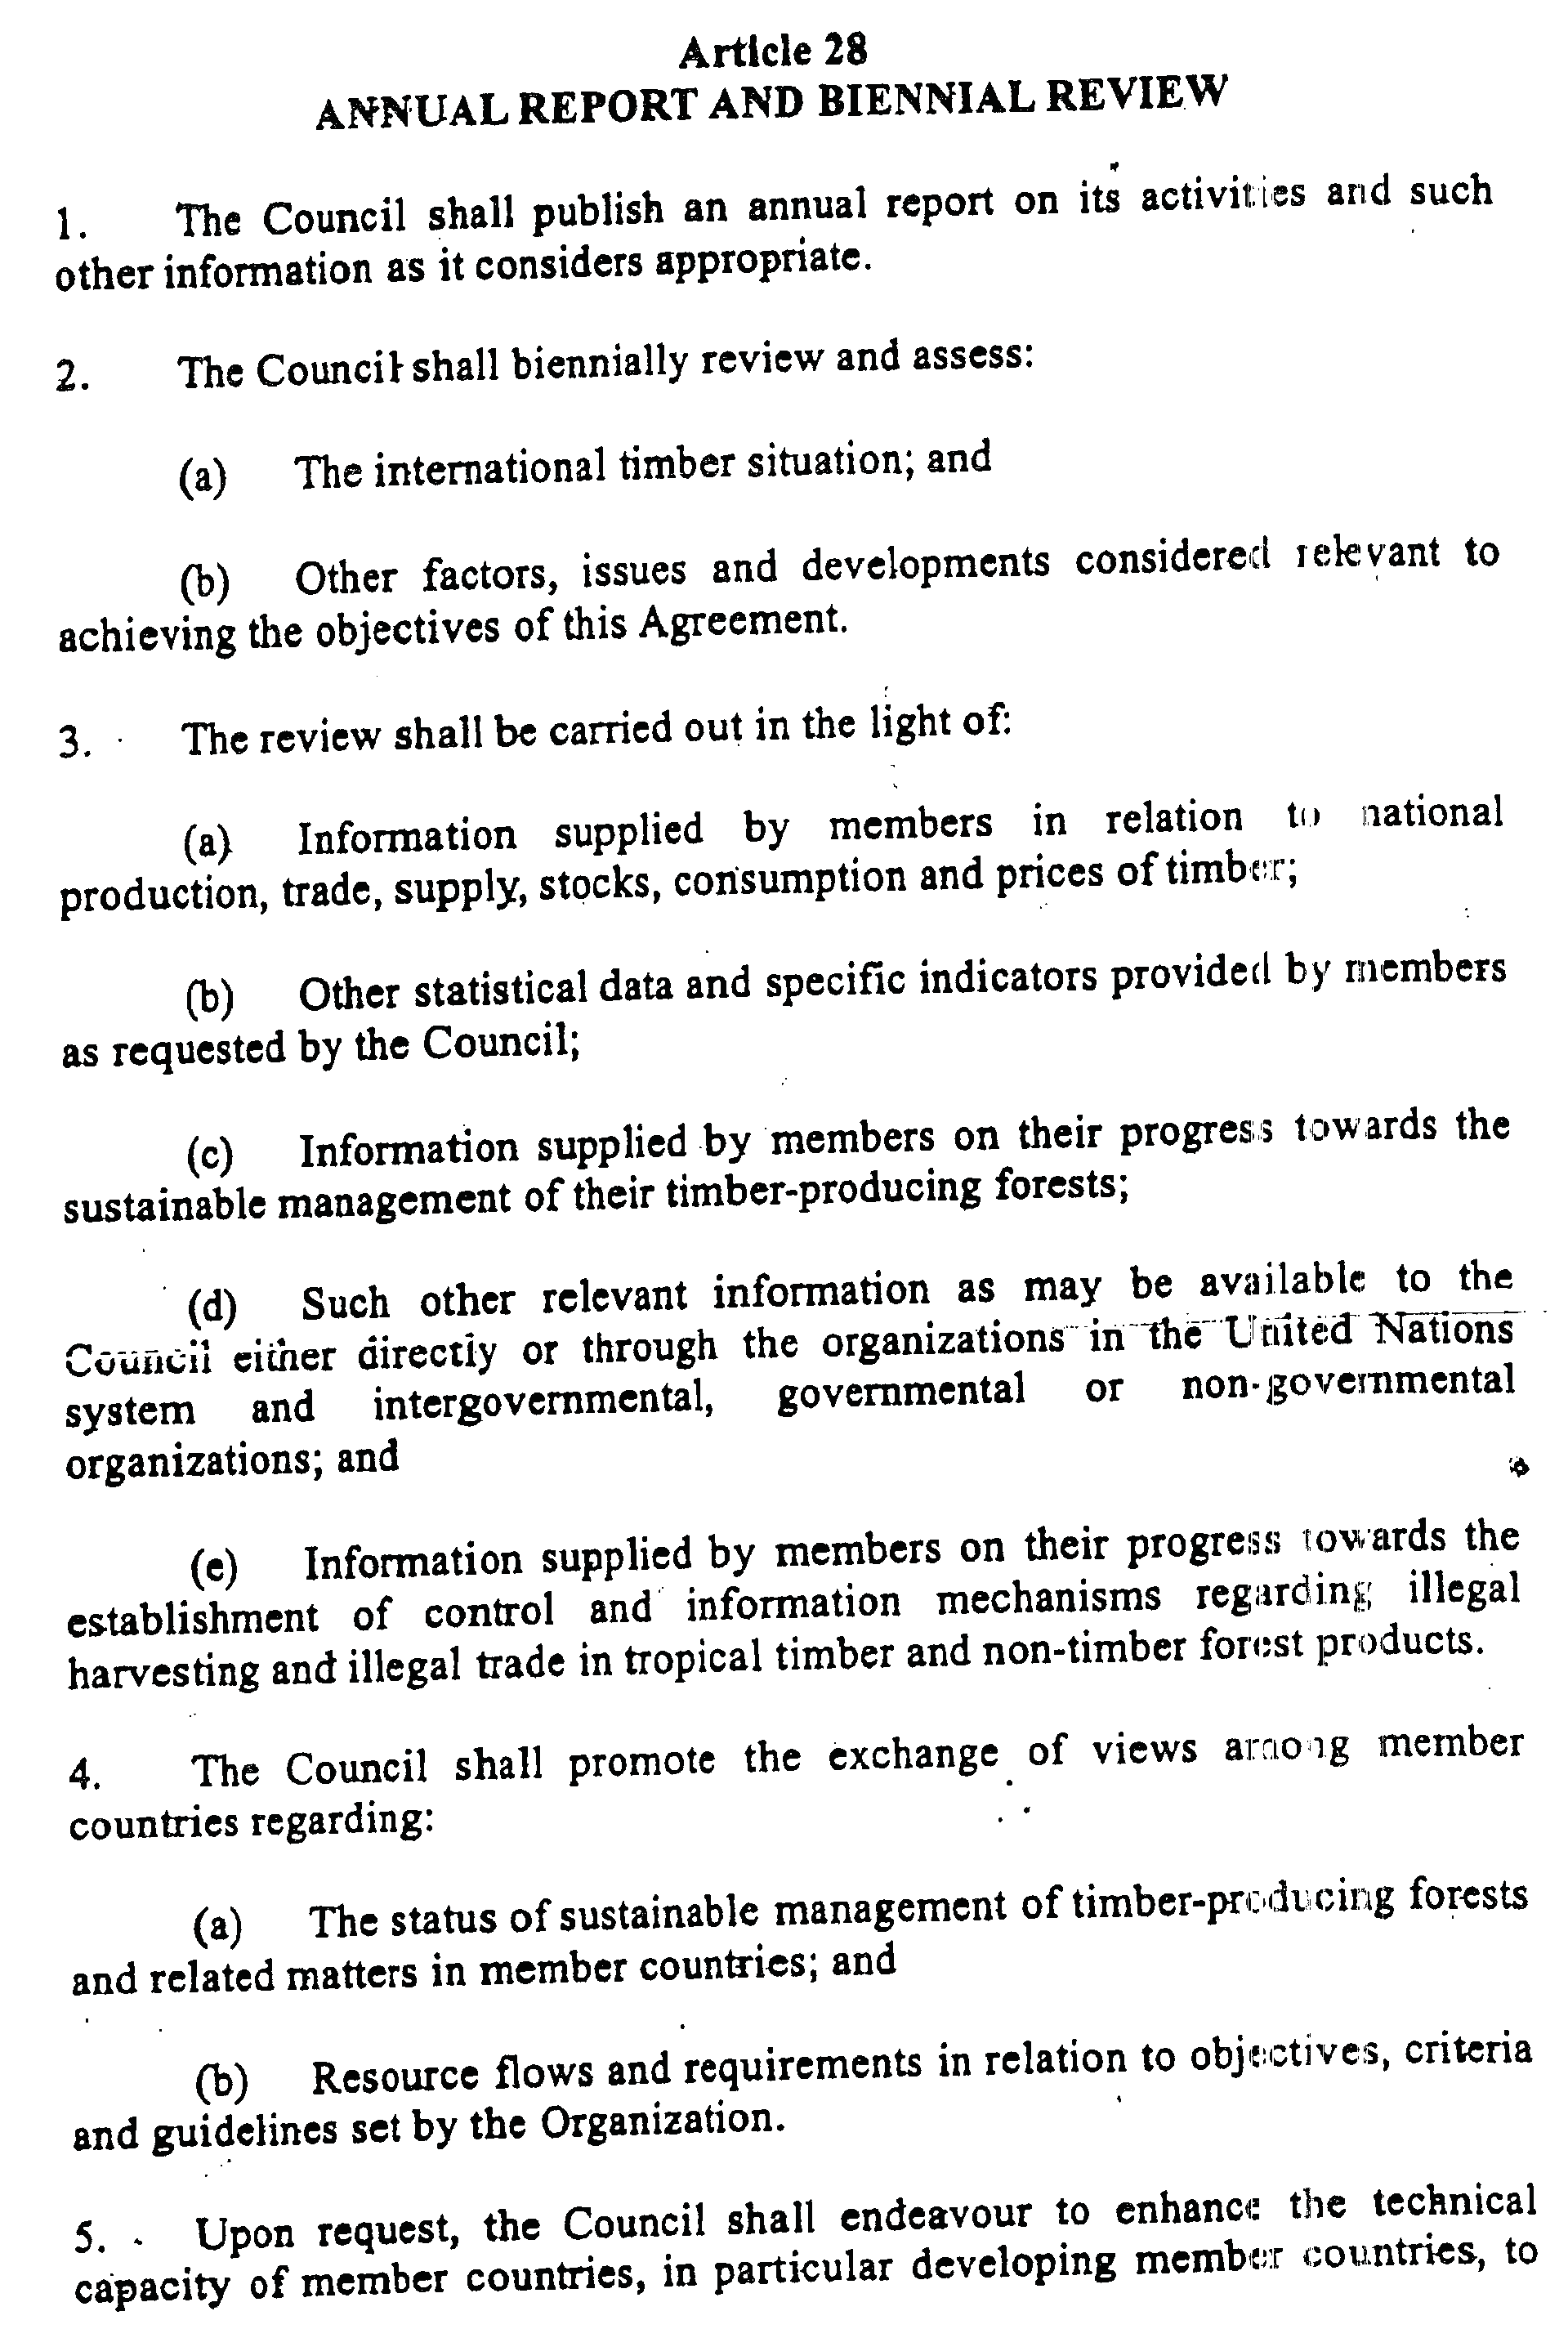 Article 28
ANNUAL REPORT AND BIENNIAL REVIEW
1. The Council shall publish an annual report on its activities and such
other information as it considers appropriate.
2. The Council shall biennially review and assess:
(a) The international timber situation; and
(b) Other factors, issues and developments considered relevant to
achieving the objectives of this Agreement.
3. The review shall be carried out in the light of:
(a) Information supplied by members in relation to national
production, trade, supply, stocks, consumption and prices of timber;
(b) Other statistical data and specific indicators provided by members
as requested by the Council;
(c) Information supplied by members on their progress towards the
sustainable management of their timber-producing forests;
(d) Such other relevant information as may be available to the
Council either directly or through the organizations in the United Nations
system and intergovernmental, governmental or non-governmental
organizations; and
(e) Information supplied by members on their progress towards the
establishment of control and information mechanisms regarding illegal
harvesting and illegal trade in tropical timber and non-timber forest products.
4. The Council shall promote the exchange of views among member
countries regarding:
(a) The status of sustainable management of timber-producing forests
and related matters in member countries; and
(b) Resource flows and requirements in relation to objectives, criteria
and guidelines set by the Organization.
5. Upon request, the Council shall endeavour to enhance the technical
capacity of member countries, in particular developing member countries, to